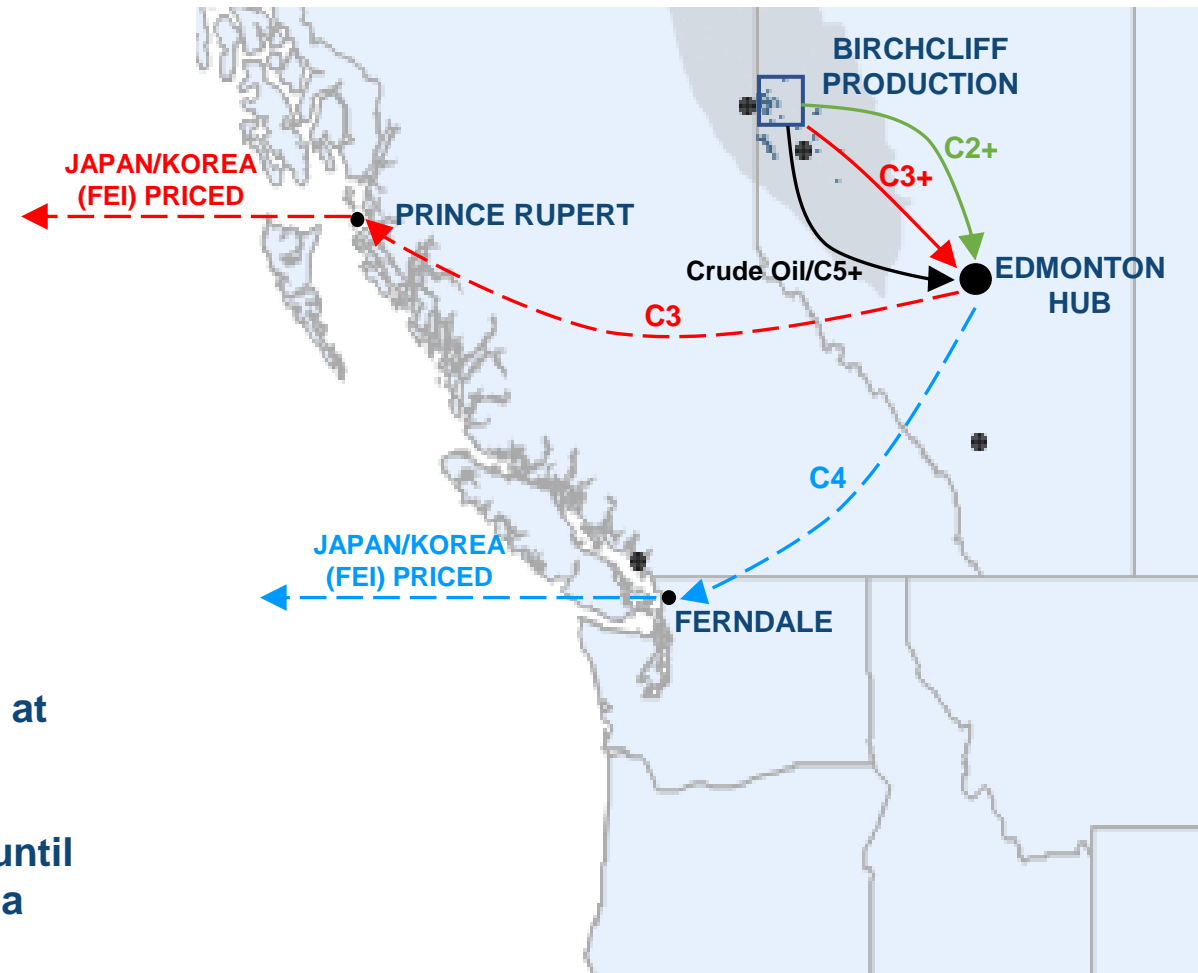 BIRCHCLIFF
PRODUCTION
C2+
C3+
JAPAN/KOREA
(FEI) PRICED
PRINCE RUPERT
Crude Oil/C5+
EDMONTON
HUB
C3
C4
JAPAN/KOREA
(FEI) PRICED
FERNDALE
at
until
a